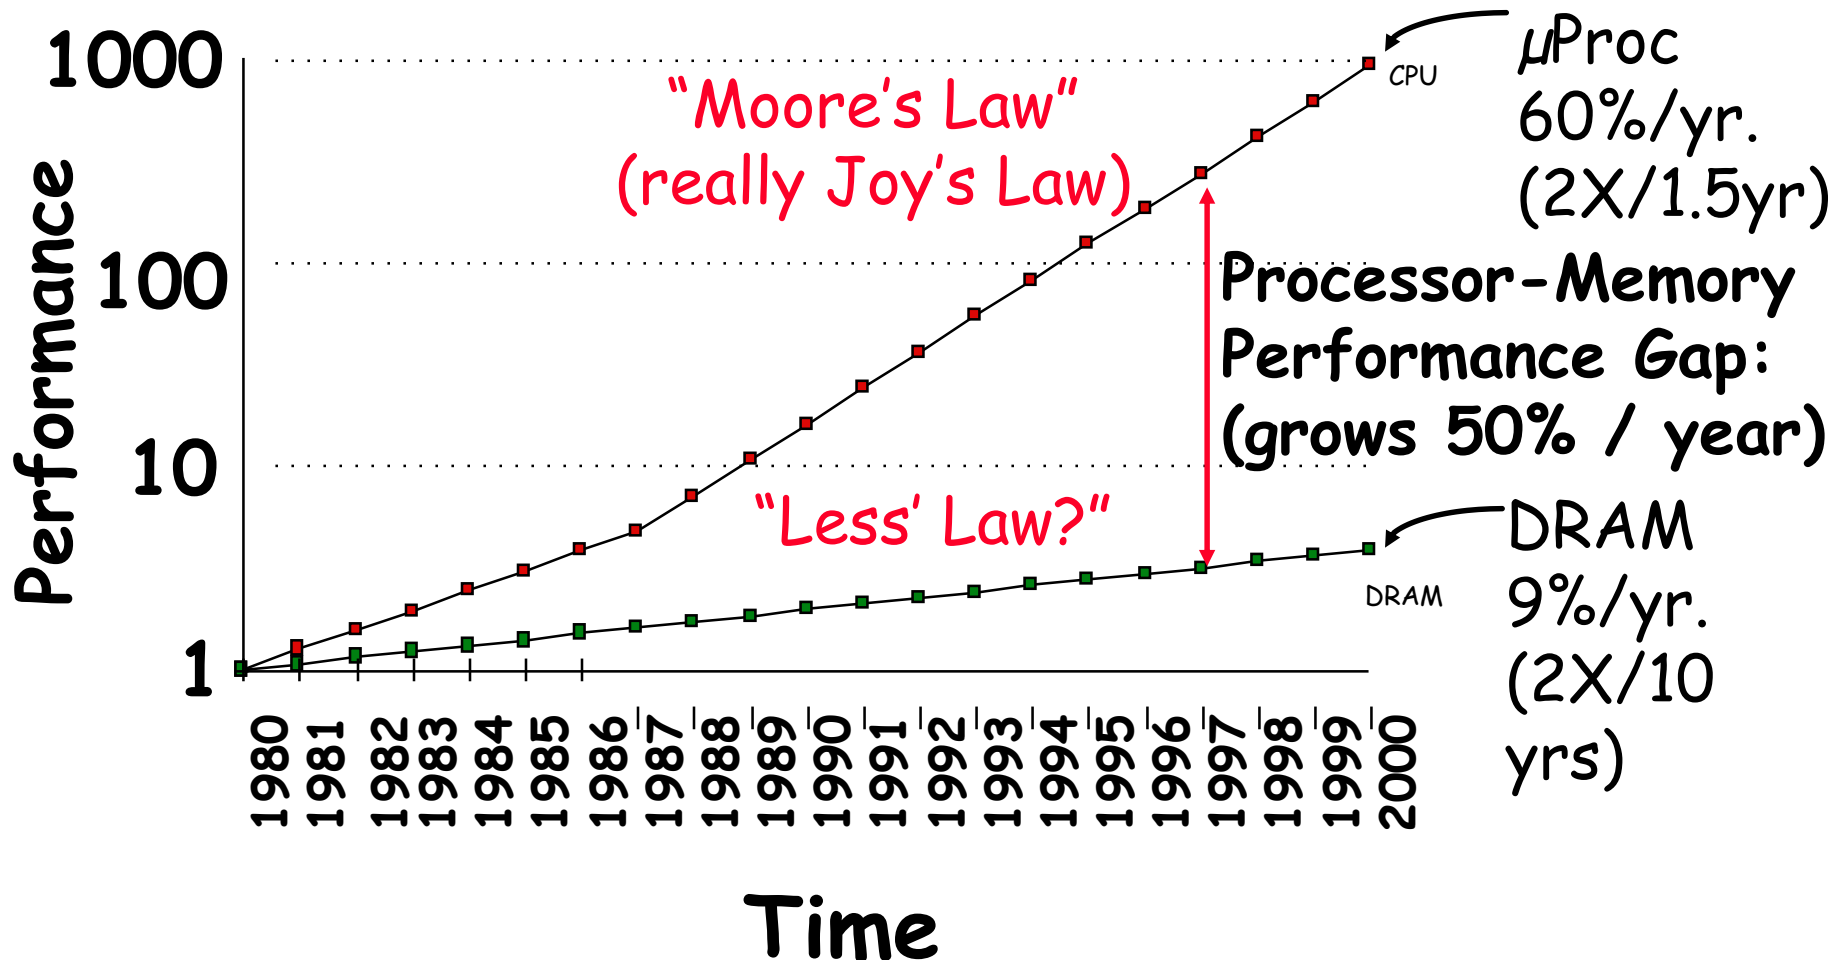 1000
100
10
1
Performance
“Moore’s Law”
(really Joy’s Law)
“Less’ Law?”
CPU
µProc
60%/yr.
(2X/1.5yr)
Processor-Memory
Performance Gap:
(grows 50% / year)
DRAM
DRAM
9%/yr.
(2X/10
yrs)
1980
1981
1982
1983
1984
1985
1986
1987
1988
1989
1990
1991
1992
1993
1994
1995
1996
1997
1998
1999
2000
Time